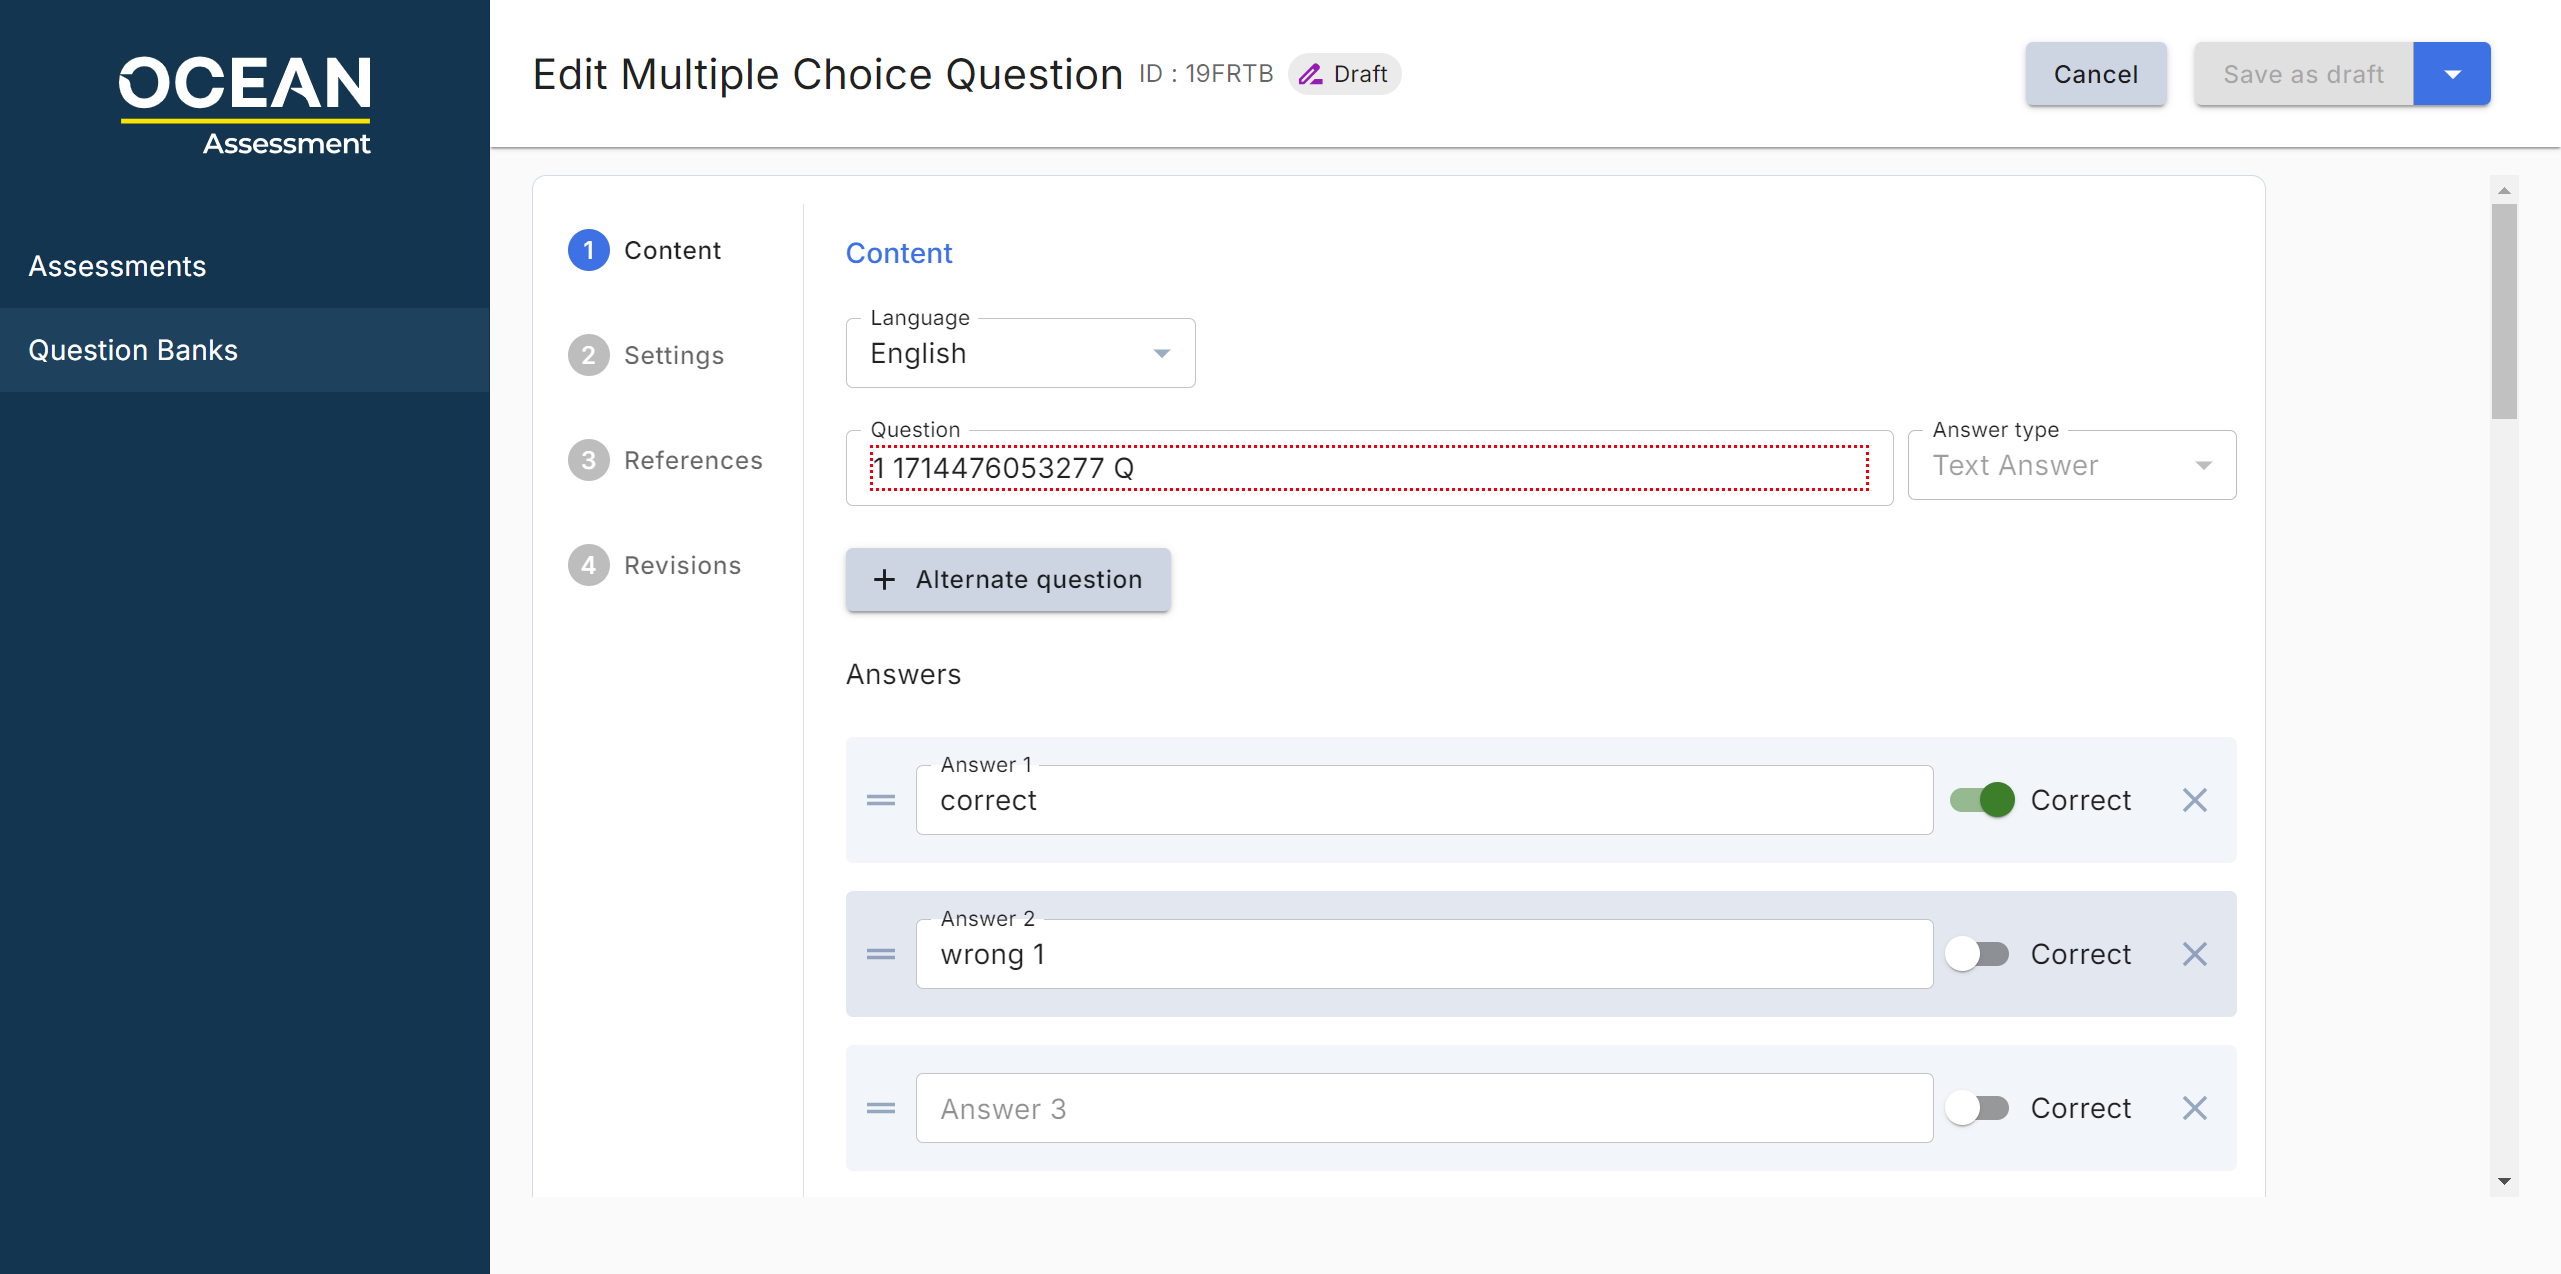 OCEAN
Assessment
Assessments
Question Banks
Edit Multiple Choice Question ID : 19FRTB Draft
Cancel
Save as draft
1 Content
2 Settings
3 References
4 Revisions
Content
Language
English
Question
1 1714476053277 Q
Answer type
Text Answer
+ Alternate question
Answers
Answer 1
correct
Correct
Answer 2
wrong 1
Correct
Answer 3
Correct